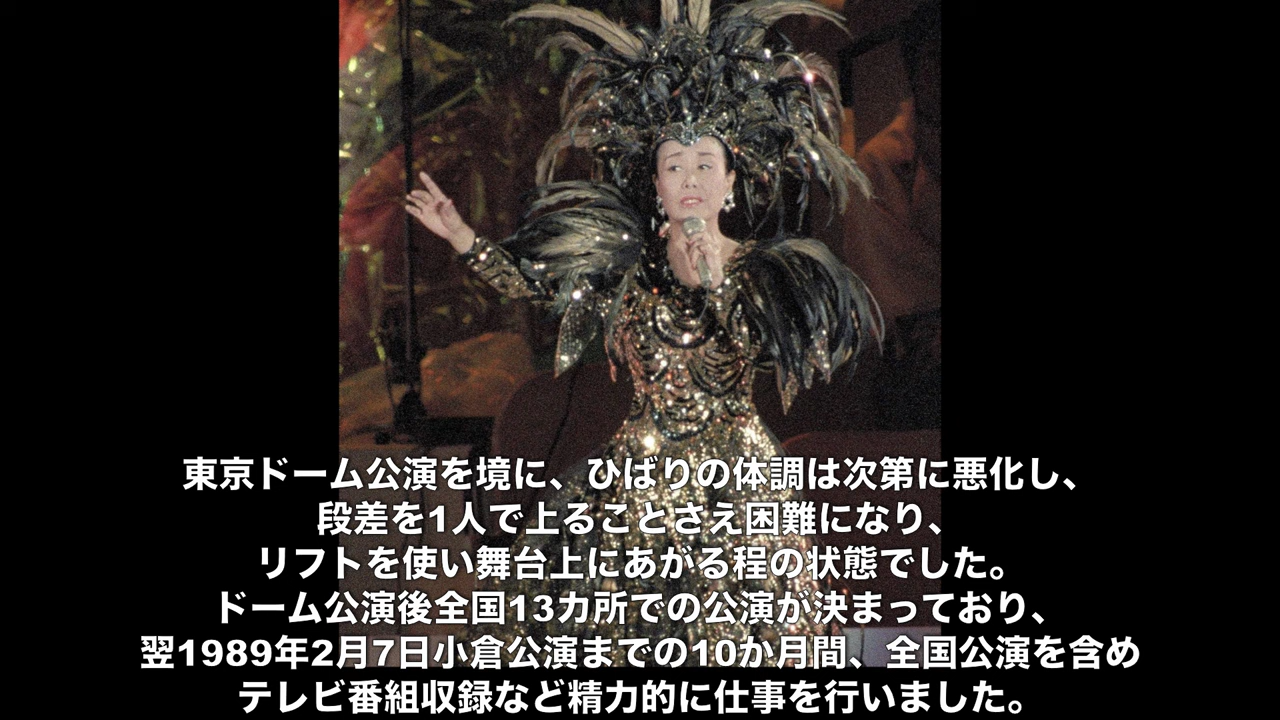 東京ドーム公演を境に、ひばりの体調は次第に悪化し、
段差を1人で上ることさえ困難になり、
リフトを使い舞台上にあがる程の状態でした。
ドーム公演後全国13カ所での公演が決まっており、
翌1989年2月7日小倉公演までの10か月間、全国公演を含め
テレビ番組収録など精力的に仕事を行いました。